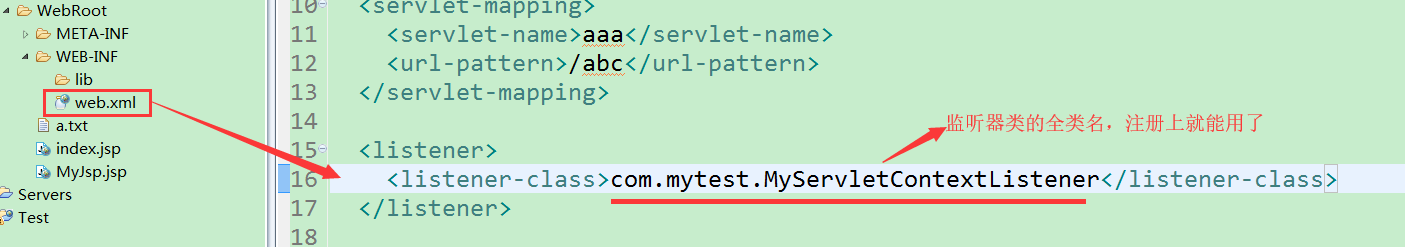 WebRoot
META-INF
WEB-INF
lib
web.xml
a.txt
index.jsp
MyJsp.jsp
Servers
Test
10 <servlet-mapping>
11 <servlet-name>aaa</servlet-name>
12 <url-pattern>/abc</url-pattern>
13 </servlet-mapping>
14
监听器类的全类名，注册上就能用了
15 <listener>
16 <listener-class>com.mytest.MyServletContextListener</listener-class>
17 </listener>
18